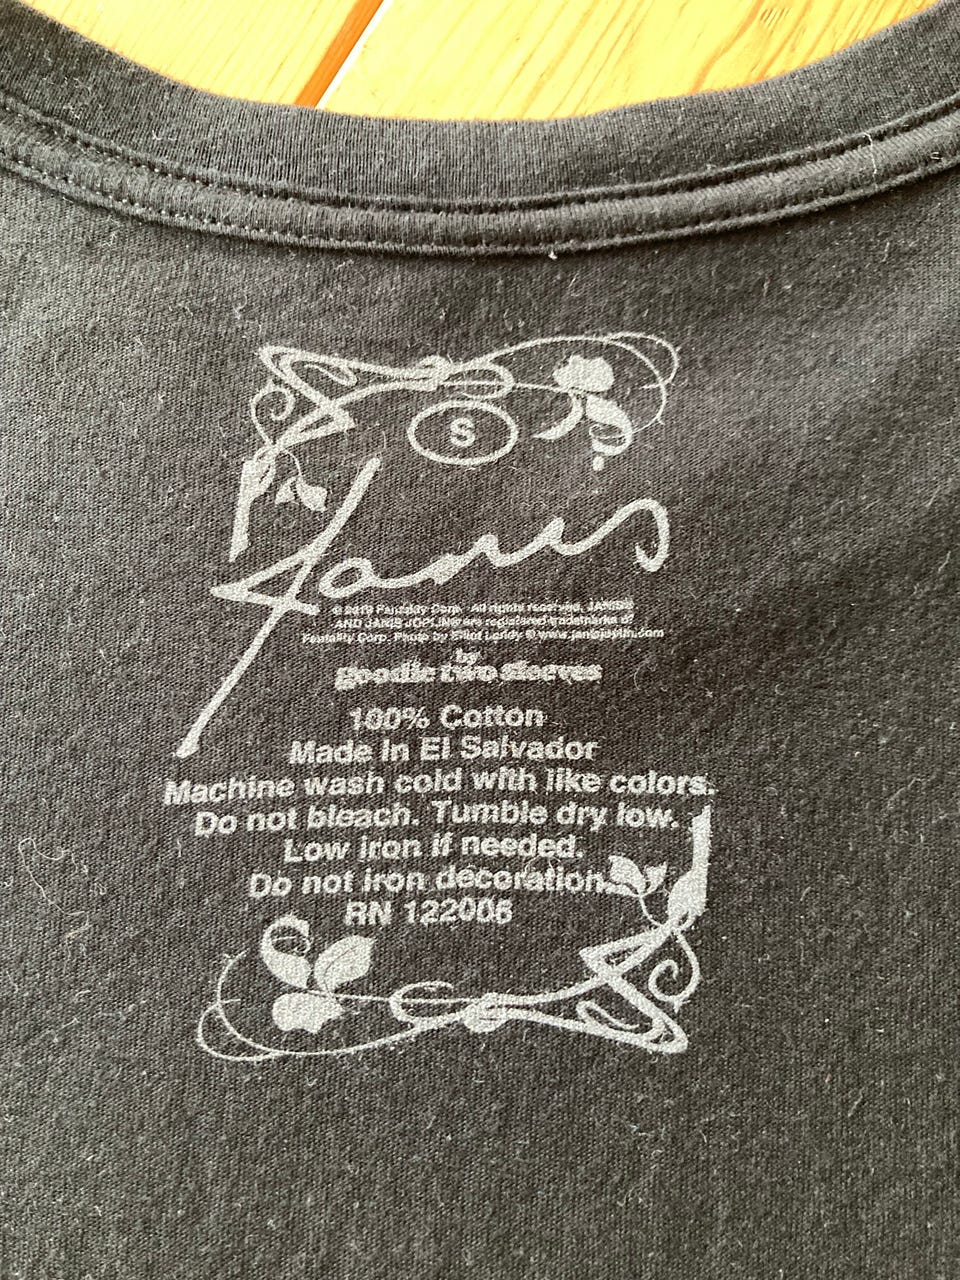 S
Janis
© 2019 Fantality Corp. All rights reserved. JANIS®
AND JANIS JOPLIN® are registered trademarks of
Fantality Corp. Photo by Elliot Landy © www.janisjoplin.com
by
goodie two sleeves
100% Cotton
Made In El Salvador
Machine wash cold with like colors.
Do not bleach. Tumble dry low.
Low iron if needed.
Do not iron decoration.
RN 122006